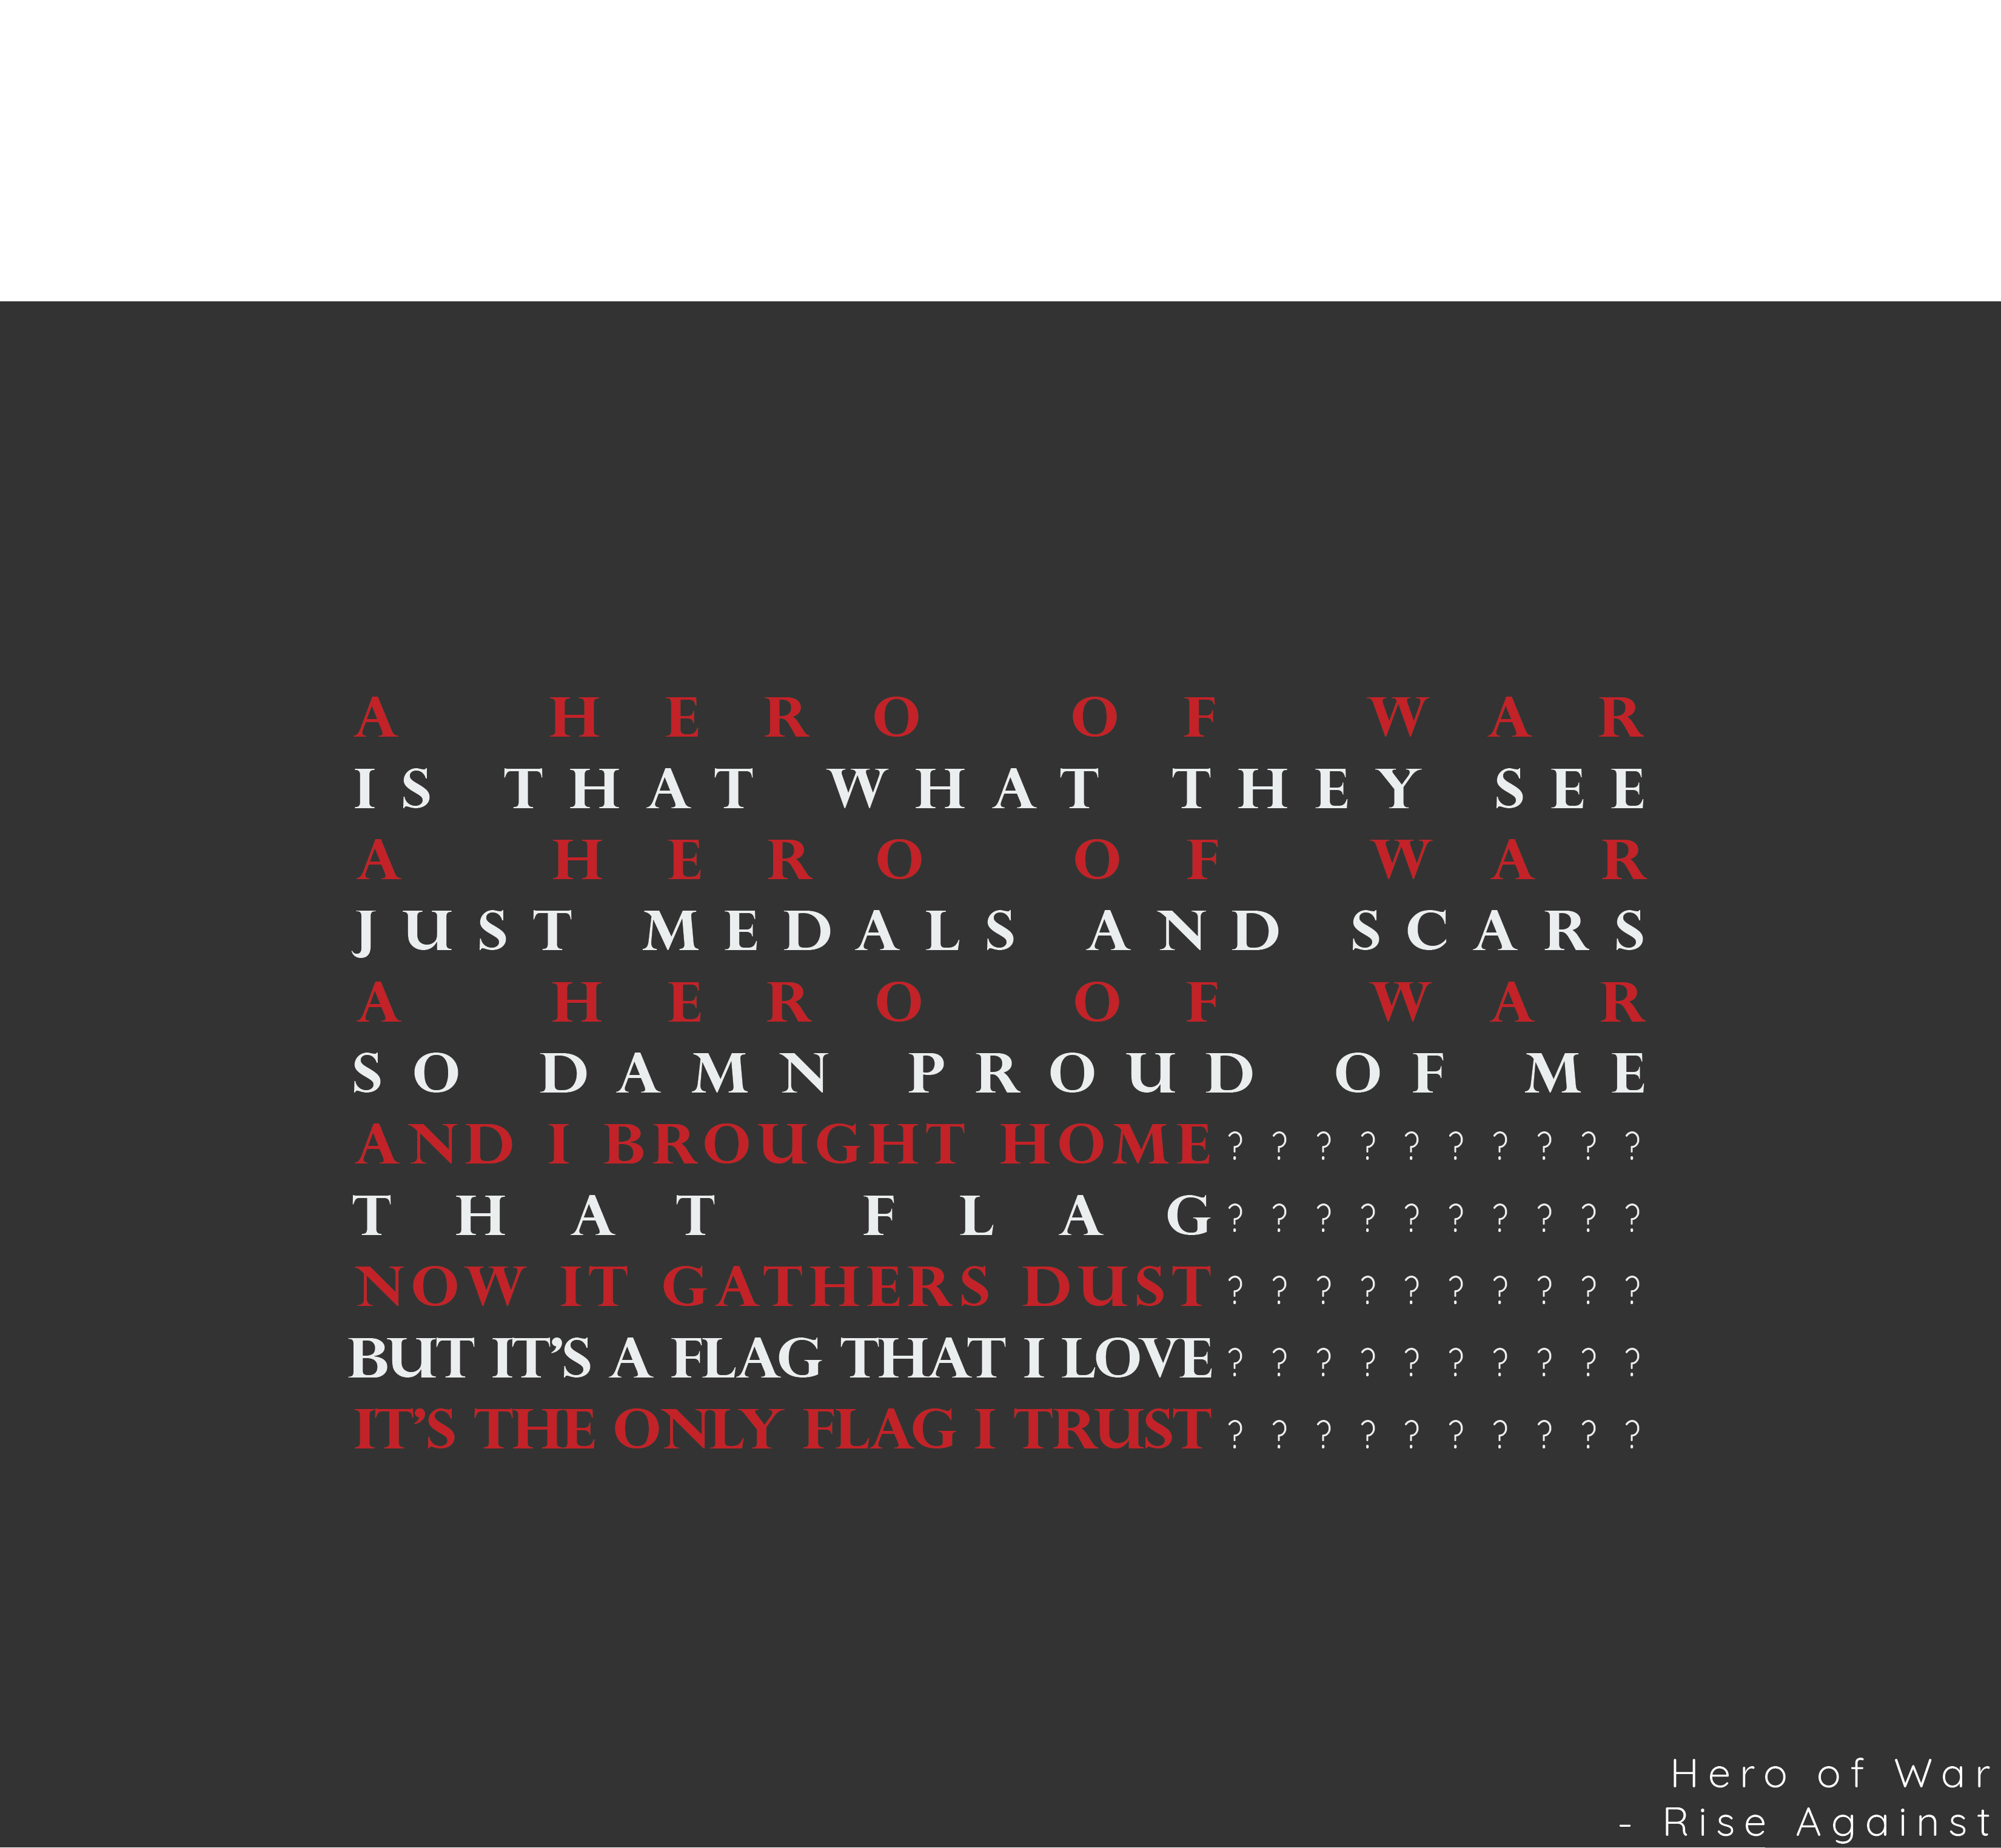 A HERO OF WAR
IS THAT WHAT THEY SEE
A HERO OF WAR
JUST MEDALS AND SCARS
A HERO OF WAR
SO DAMN PROUD OF ME
AND I BROUGHT HOME ? ? ? ? ? ? ? ? ? ?
THAT FLAG ? ? ? ? ? ? ? ? ? ?
NOW IT GATHERS DUST ? ? ? ? ? ? ? ? ? ?
BUT IT'S A FLAG THAT I LOVE ? ? ? ? ? ? ? ? ? ?
IT'S THE ONLY FLAG I TRUST ? ? ? ? ? ? ? ? ? ?
Hero of War
- Rise Against